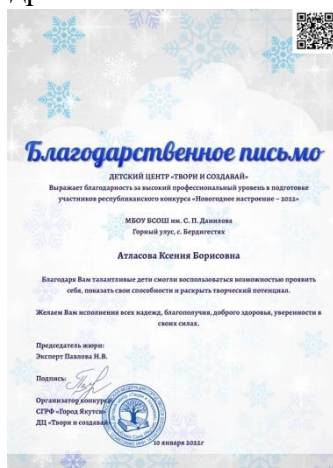 Благодарственное письмо
ДЕТСКИЙ ЦЕНТР «ТВОРИ И СОЗДАВАЙ»
Выражает благодарность за высокий профессиональный уровень в подготовке
участников республиканского конкурса «Новогоднее настроение – 2022»
МБОУ БСОШ им. С. П. Данилова
Горный улус, с. Бердигестях
Атласова Ксения Борисовна
Благодаря Вам талантливые дети смогли воспользоваться возможностью проявить
себя, показать свои способности и раскрыть творческий потенциал.
Желаем Вам исполнения всех надежд, благополучия, доброго здоровья, уверенности в
своих силах.
Председатель жюри:
Эксперт Павлова Н.В.
Подпись:
Организатор конкурса
СГРФ «Город Якутск»
ДЦ «Твори и создавай»
10 января 2022г